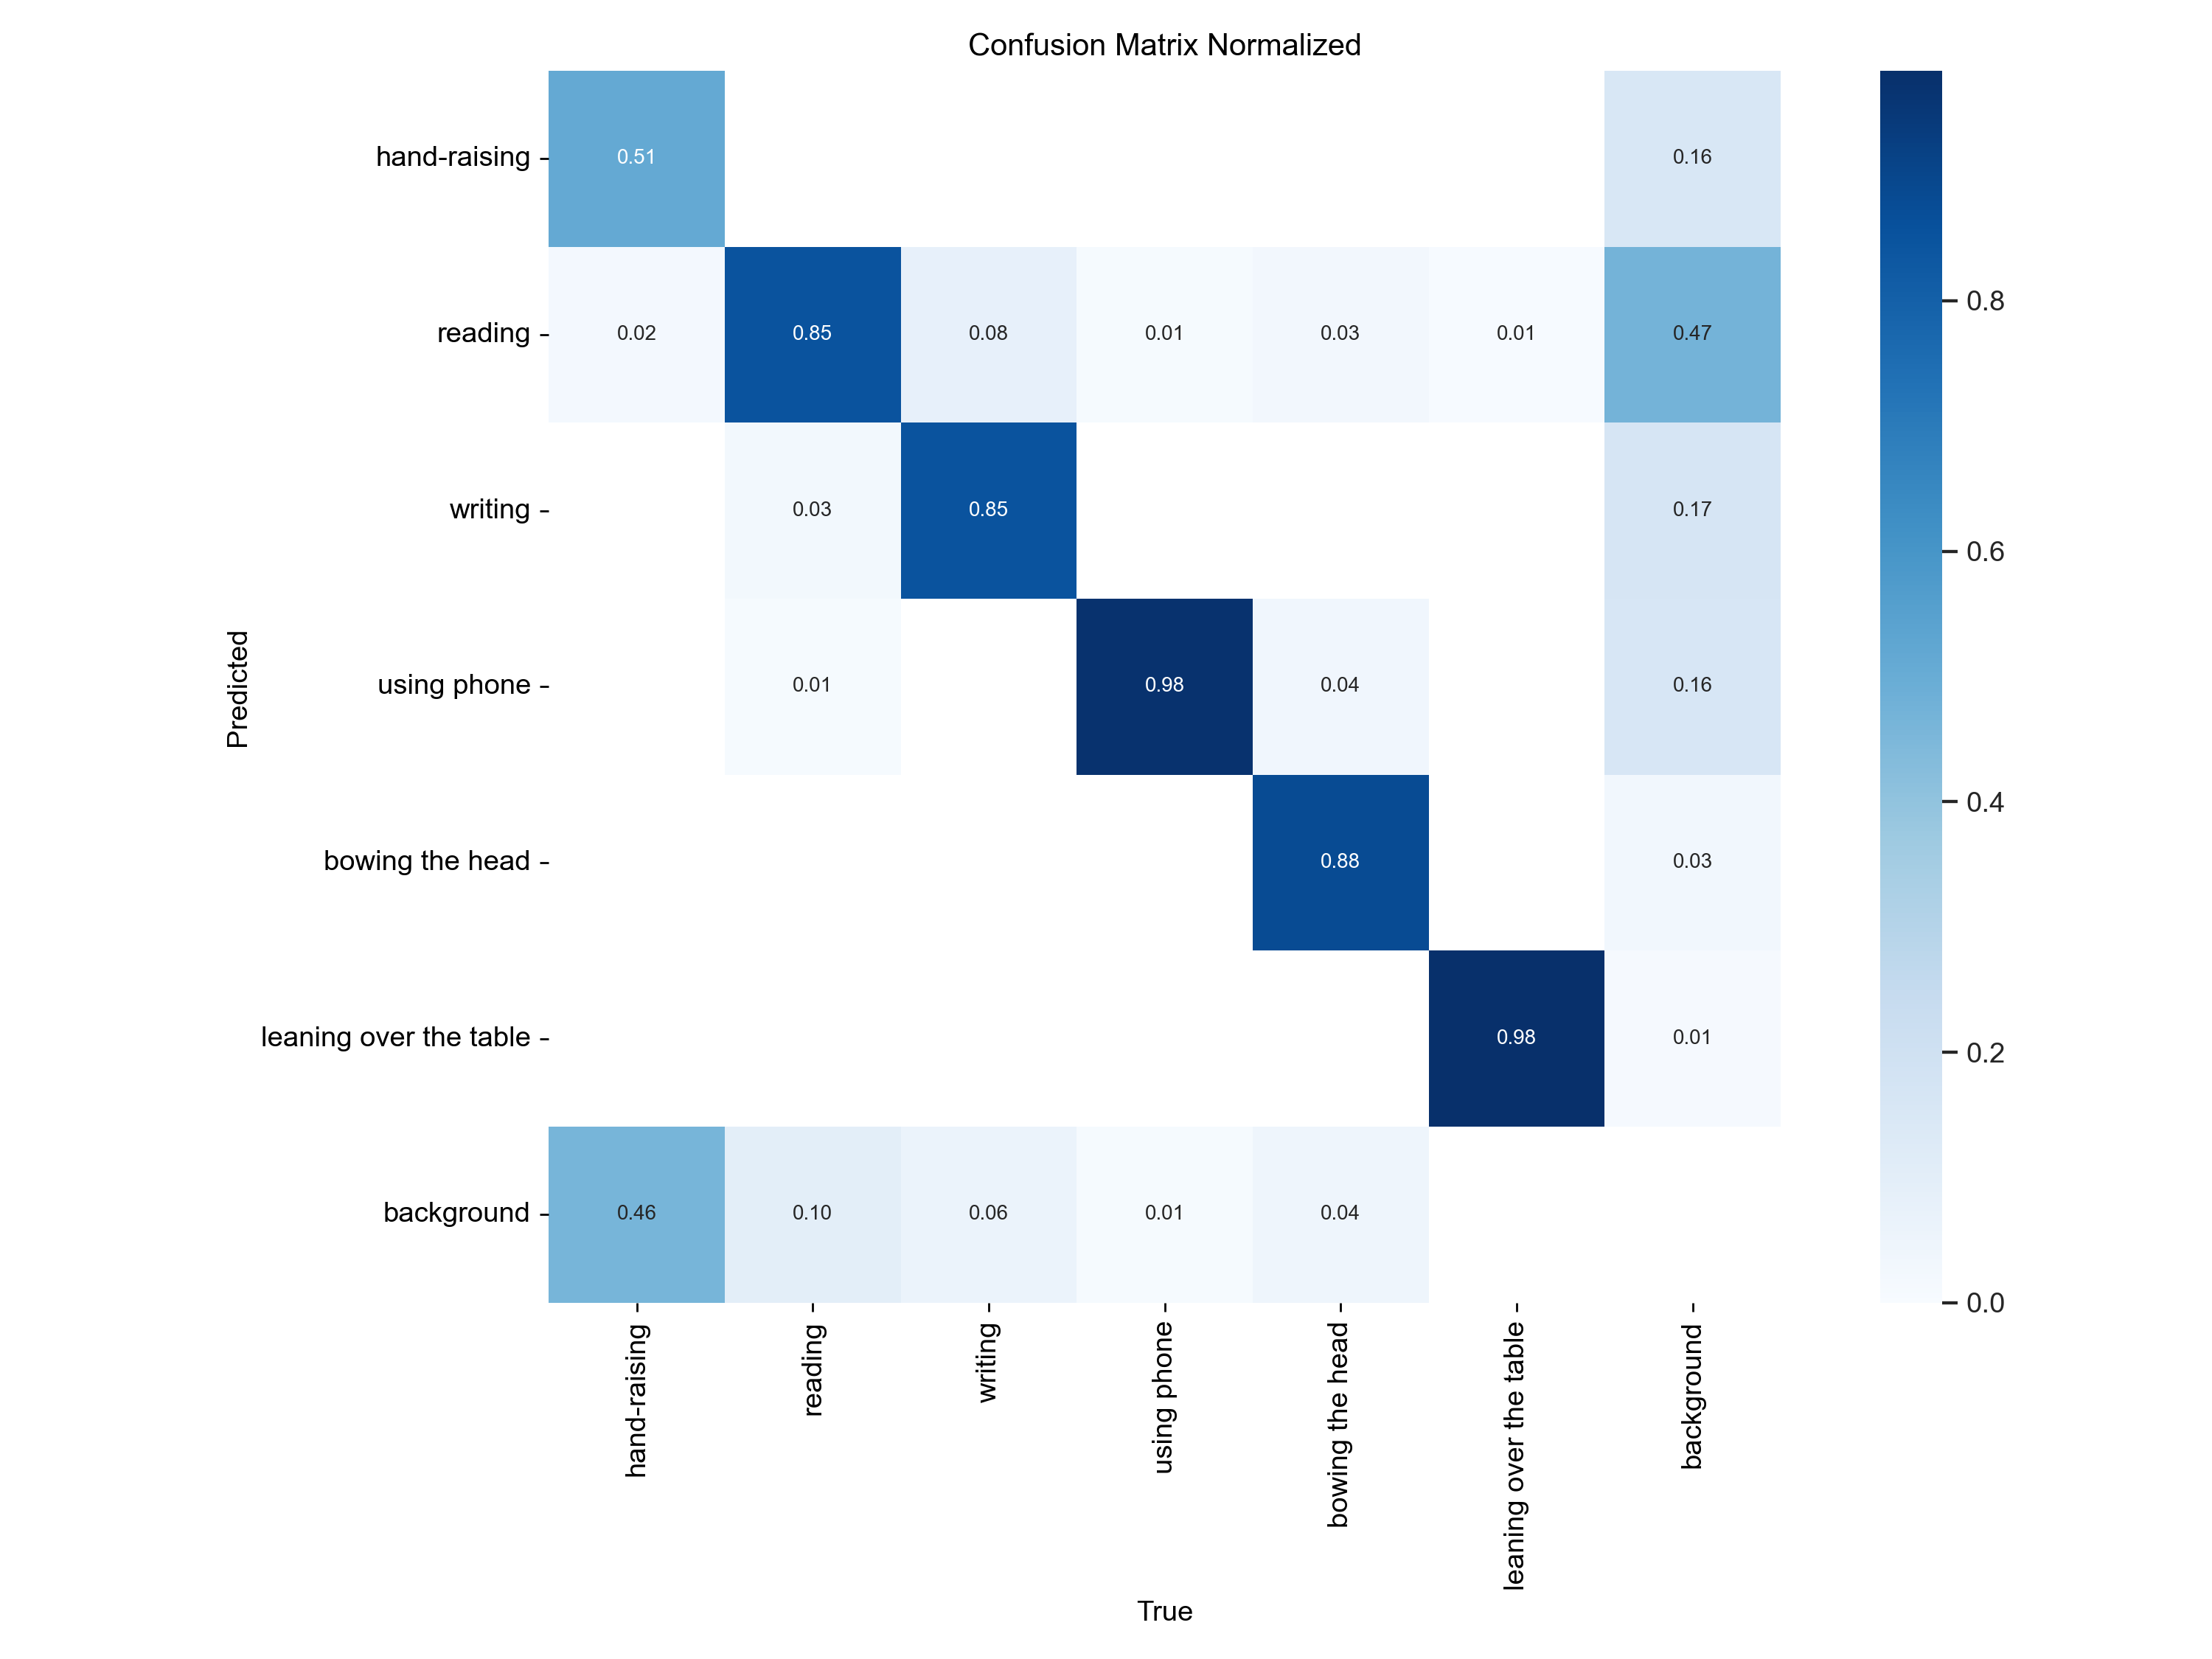 Confusion Matrix Normalized
hand-raising
0.51
0.16
reading
0.02
0.85
0.08
0.01
0.03
0.01
0.47
writing
0.03
0.85
0.17
using phone
0.01
0.98
0.04
0.16
bowing the head
0.88
0.03
leaning over the table
0.98
0.01
background
0.46
0.10
0.06
0.01
0.04
Predicted
hand-raising
reading
writing
using phone
bowing the head
leaning over the table
background
True
0.8
0.6
0.4
0.2
0.0